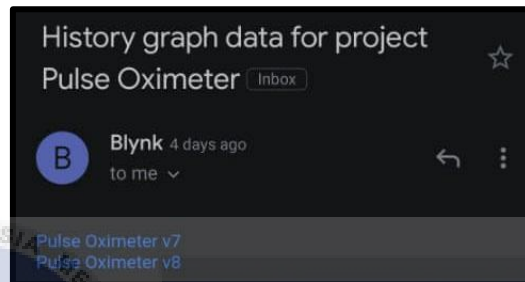 History graph data for project
Pulse Oximeter Inbox
B
Blynk 4 days ago
to me
Pulse Oximeter v7
Pulse Oximeter v8